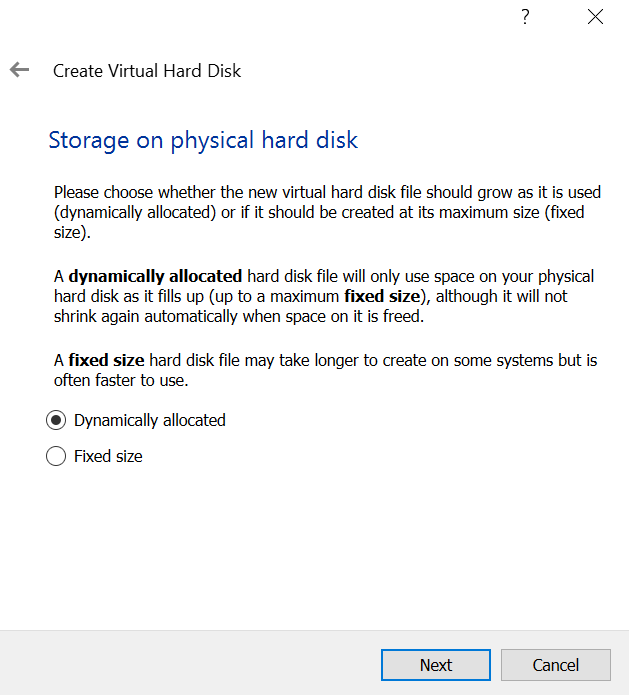 ?
Create Virtual Hard Disk
Storage on physical hard disk
Please choose whether the new virtual hard disk file should grow as it is used
(dynamically allocated) or if it should be created at its maximum size (fixed
size).
A dynamically allocated hard disk file will only use space on your physical
hard disk as it fills up (up to a maximum fixed size), although it will not
shrink again automatically when space on it is freed.
A fixed size hard disk file may take longer to create on some systems but is
often faster to use.
Dynamically allocated
Fixed size
Next
Cancel